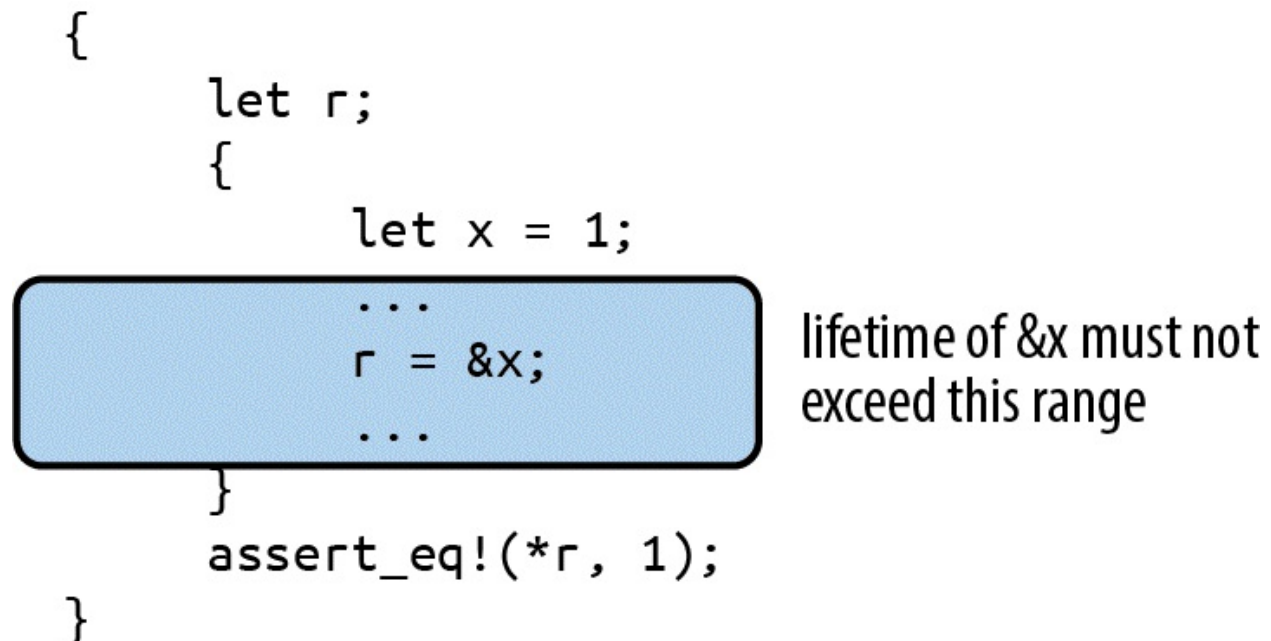 {
let r;
{
let x = 1;
...
r = &x;
...
}
assert_eq!(*r, 1);
}
lifetime of &x must not
exceed this range